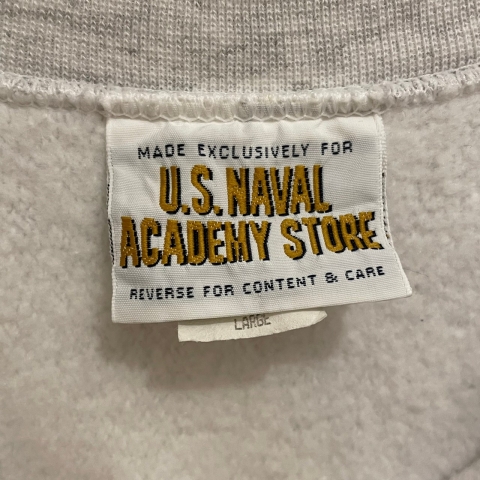 MADE EXCLUSIVELY FOR
U.S. NAVAL
ACADEMY STORE
REVERSE FOR CONTENT & CARE
LARGE